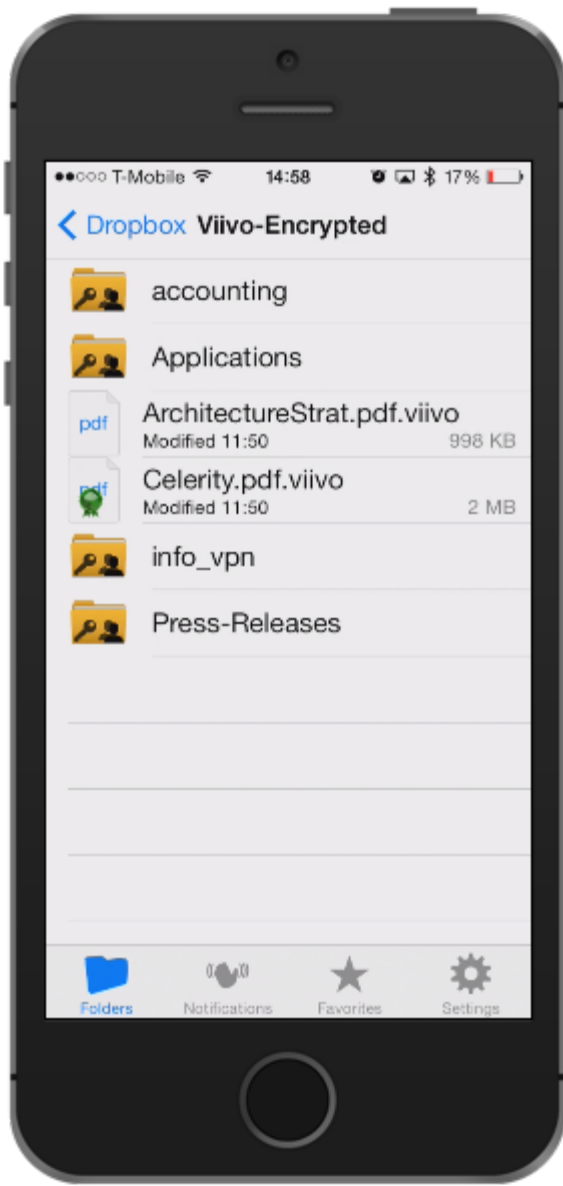 T-Mobile 14:58 17%
Dropbox Viivo-Encrypted
accounting
Applications
pdf ArchitectureStrat.pdf.viivo
Modified 11:50 998 KB
pdf Celerity.pdf.viivo
Modified 11:50 2 MB
info_vpn
Press-Releases
Folders Notifications Favorites Settings